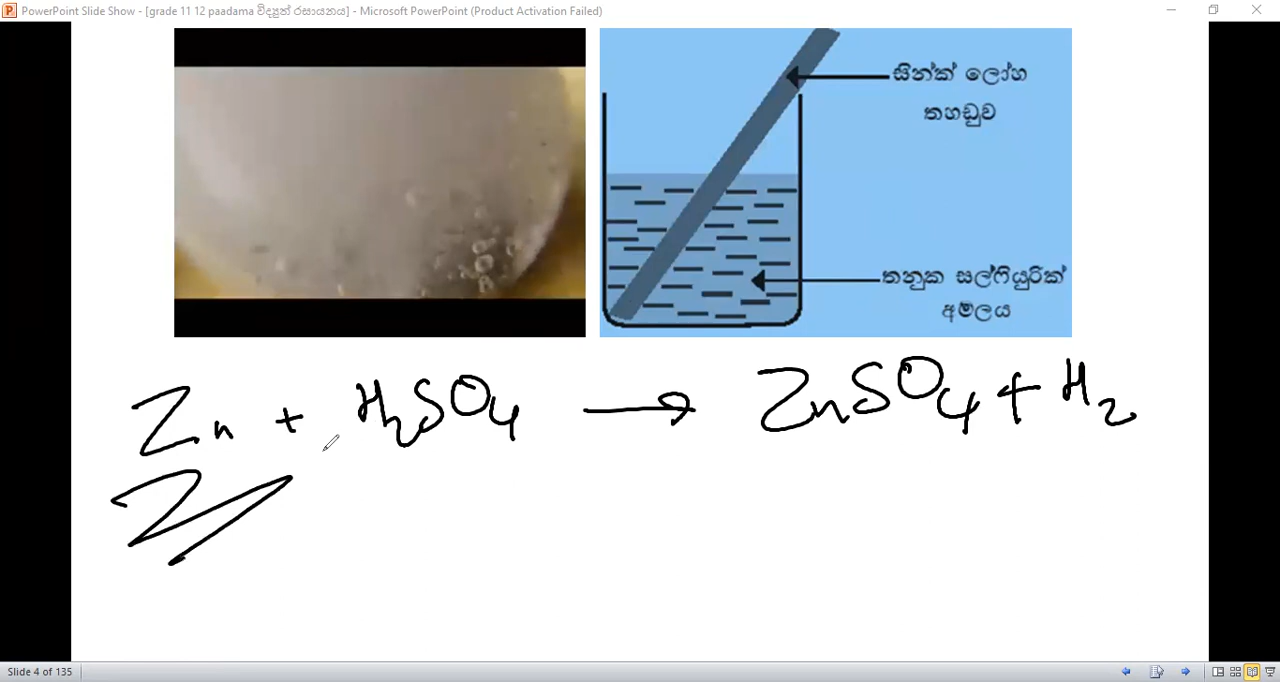 PowerPoint Slide Show - [grade 11 12 paadama විද්‍යුත් රසායනය] - Microsoft PowerPoint (Product Activation Failed)
සින්ක් ලෝහ
තහඩුව
තනුක සල්ෆියුරික්
අම්ලය
Zn + H₂SO₄ → ZnSO₄ + H₂
Slide 4 of 135